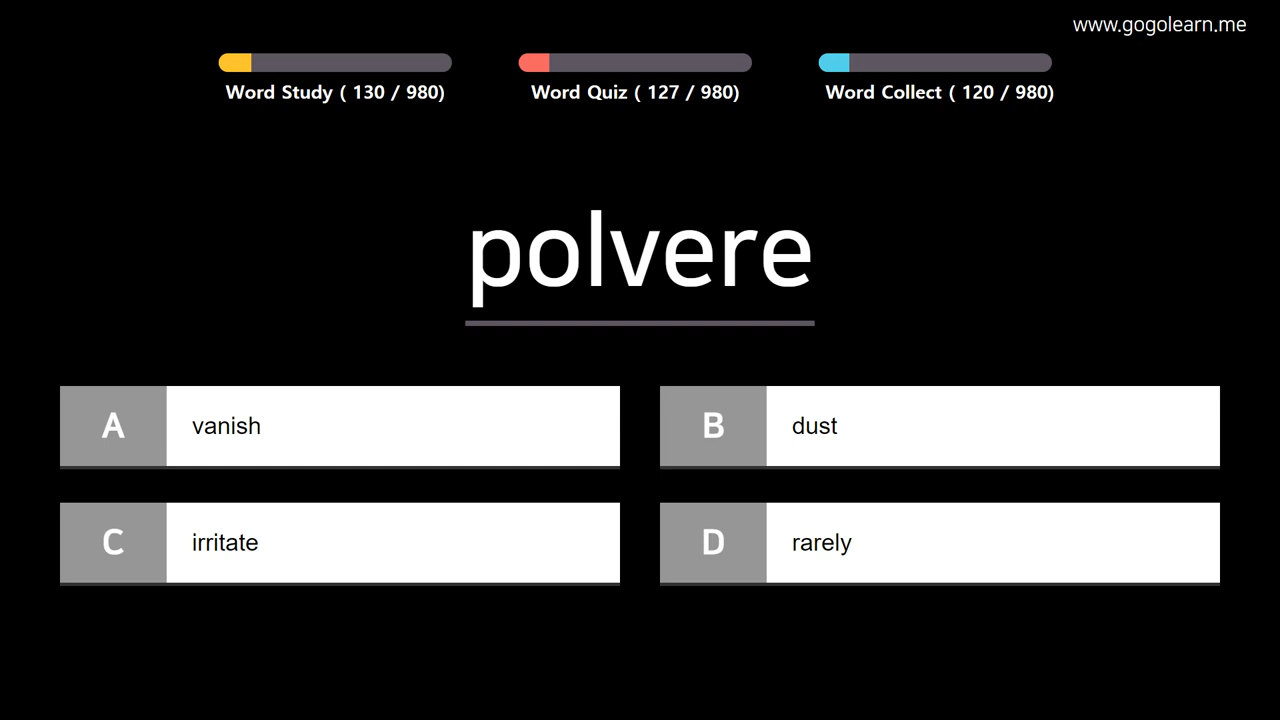 www.gogolearn.me
Word Study ( 130 / 980)
Word Quiz ( 127 / 980)
Word Collect ( 120 / 980)
polvere
A vanish
B dust
C irritate
D rarely